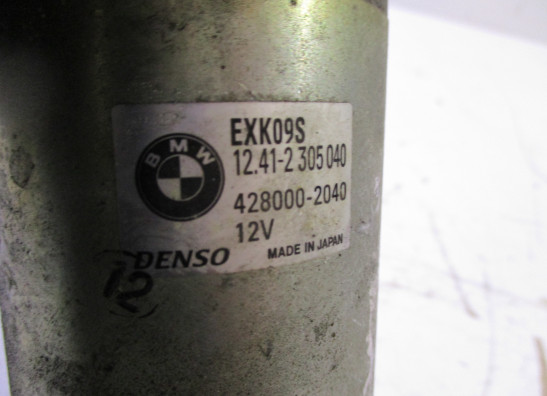 EXK09S
BMW
12.41-2 305 040
428000-2040
12V
DENSO
MADE IN JAPAN
12